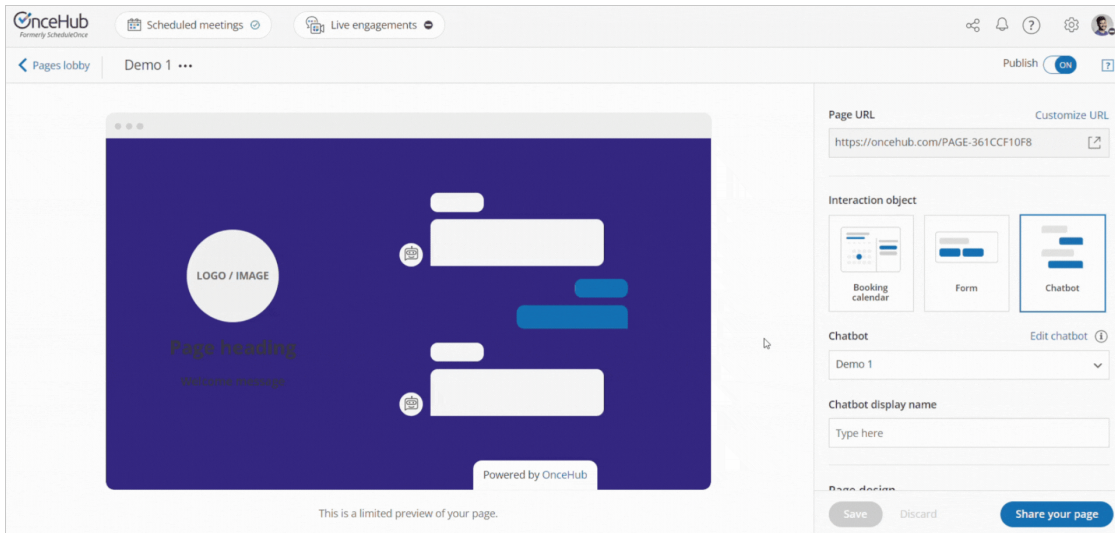 OnceHub
Formerly ScheduleOnce
Scheduled meetings
Live engagements
Pages lobby
Demo 1 •••
Publish
ON
?
LOGO / IMAGE
Page heading
Powered by OnceHub
This is a limited preview of your page.
Page URL
Customize URL
https://oncehub.com/PAGE-361CCF10F8
Interaction object
Booking
calendar
Form
Chatbot
Chatbot
Edit chatbot
Demo 1
Chatbot display name
Type here
Page design
Save
Discard
Share your page